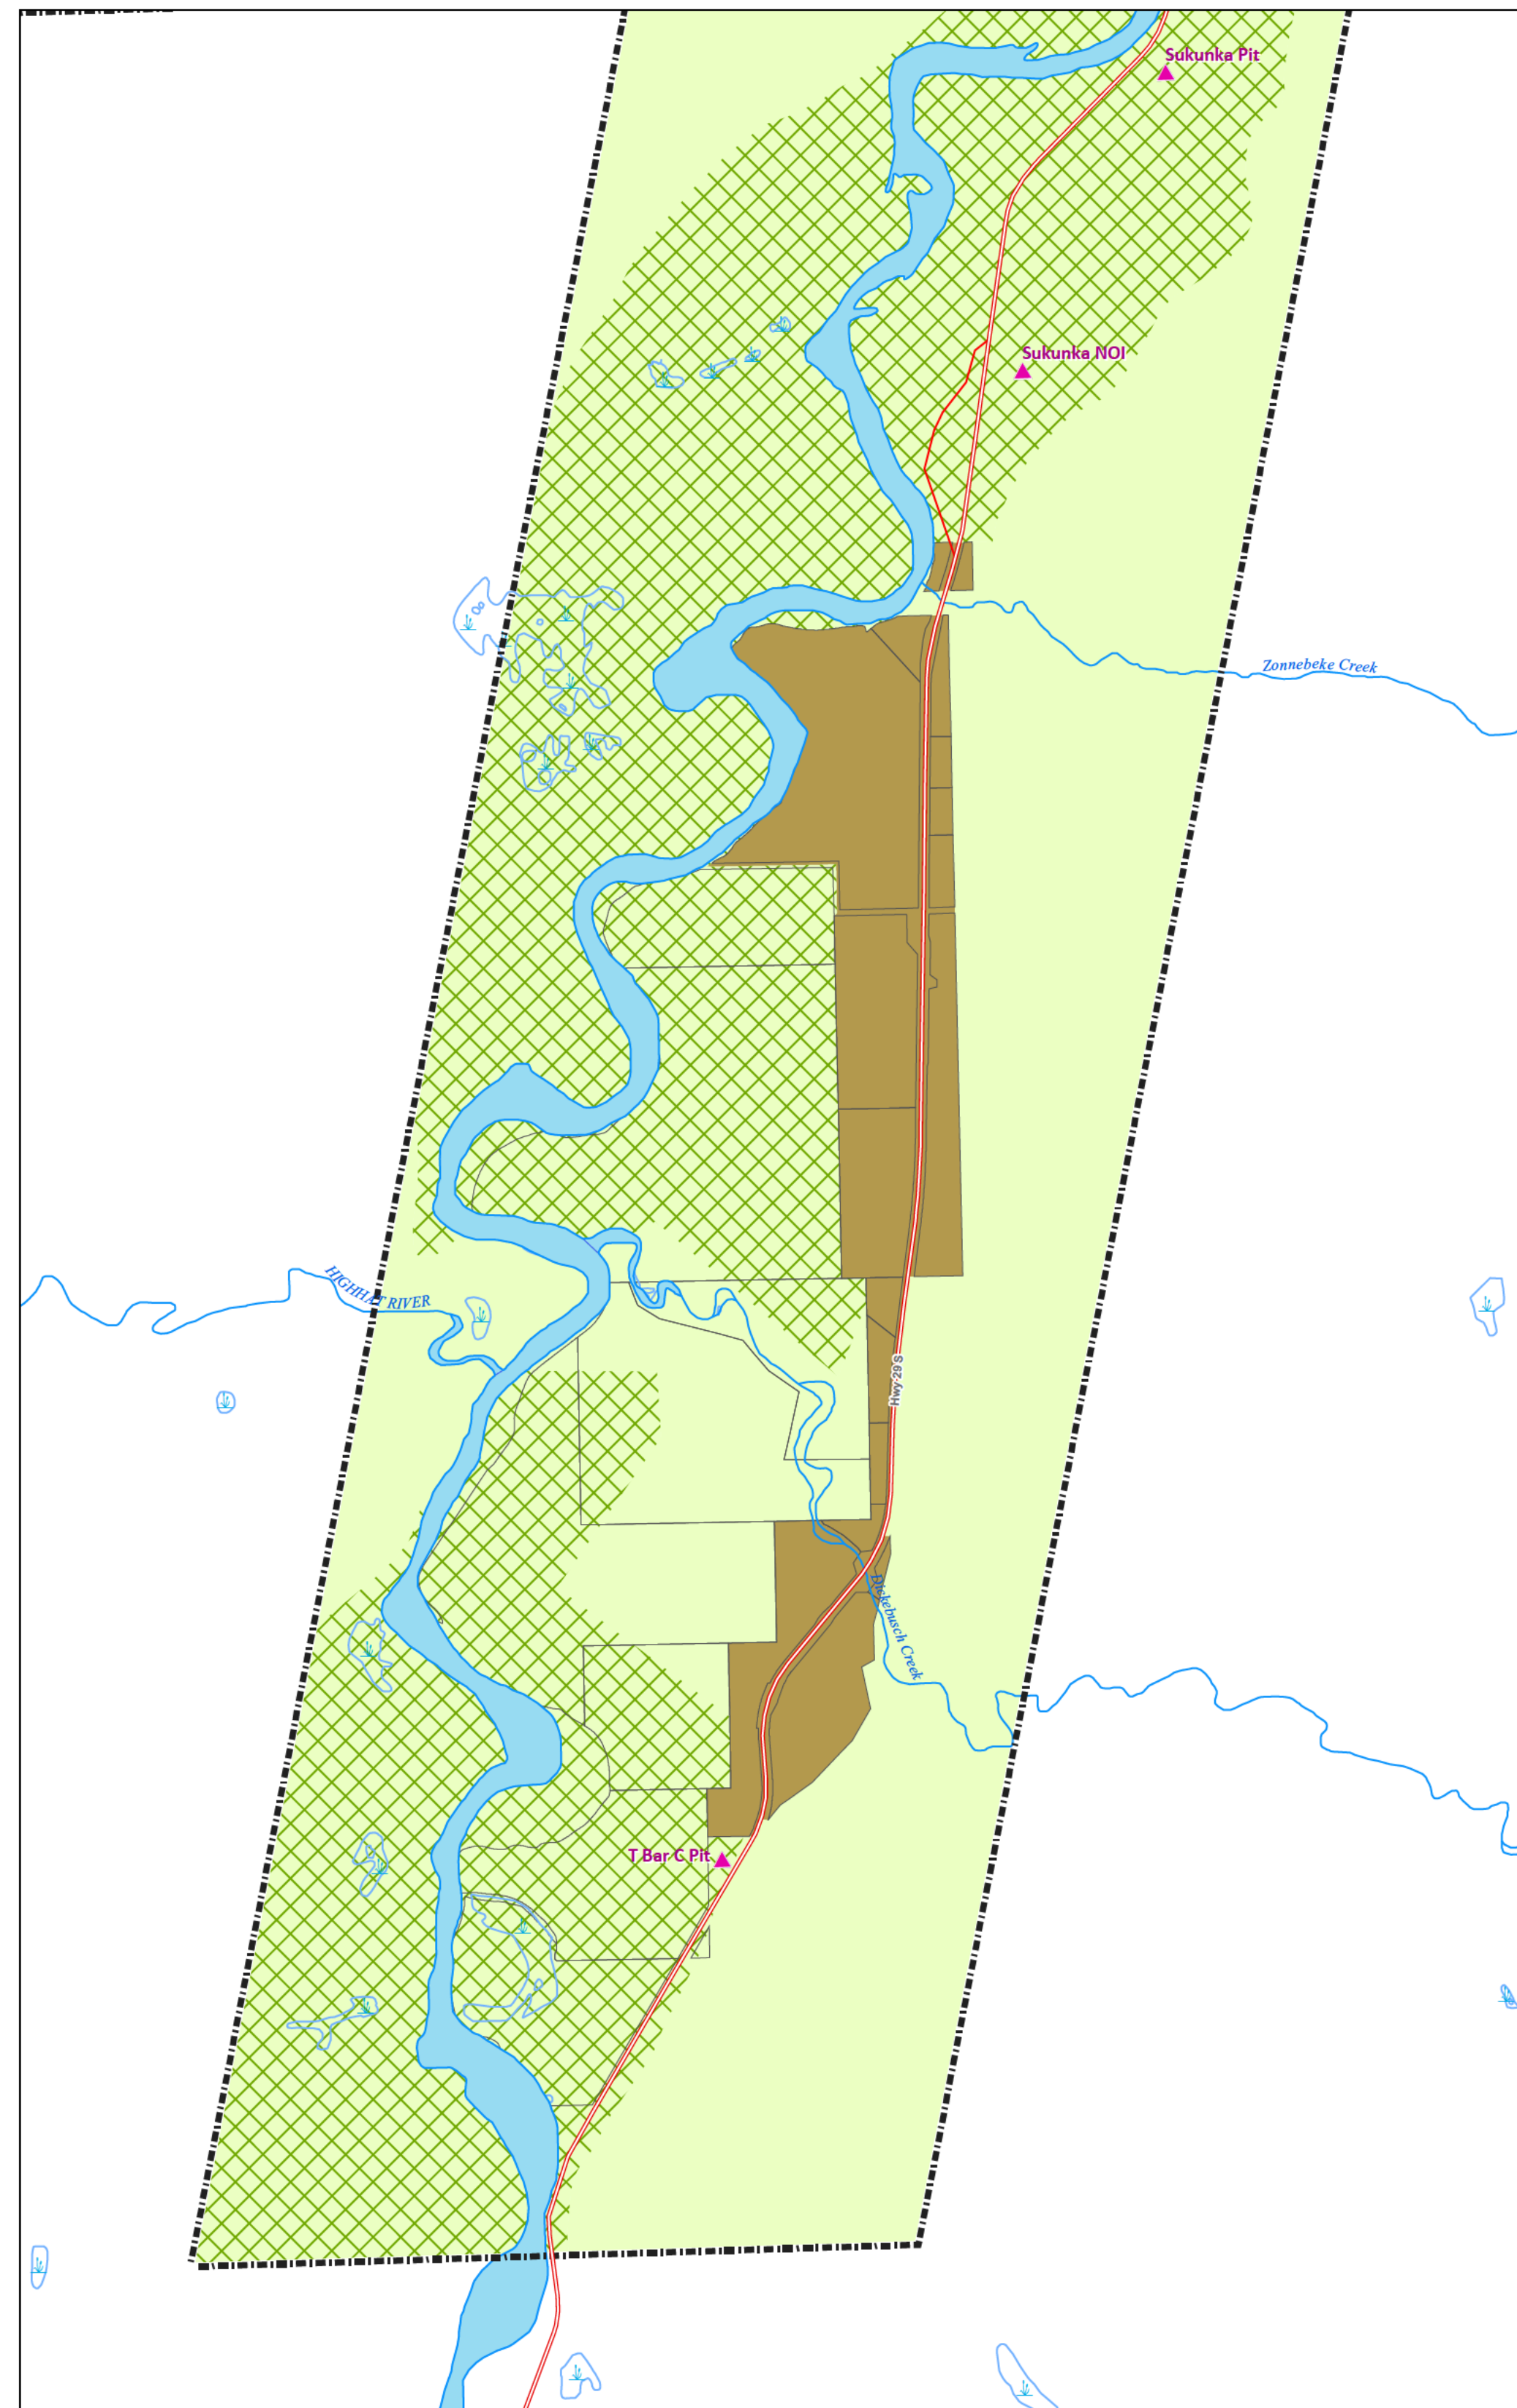 Sukunka Pit
Sukunka NOI
Zonnebeke Creek
HIGHHAT RIVER
Hwy 29 S
Dickebusch Creek
T Bar C Pit